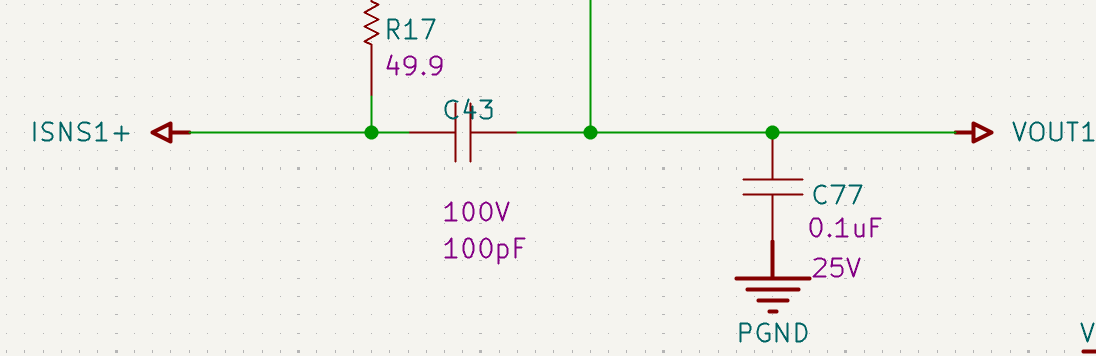 R17
49.9
C43
ISNS1+
VOUT1
C77
100V
0.1uF
100pF
25V
PGND
V